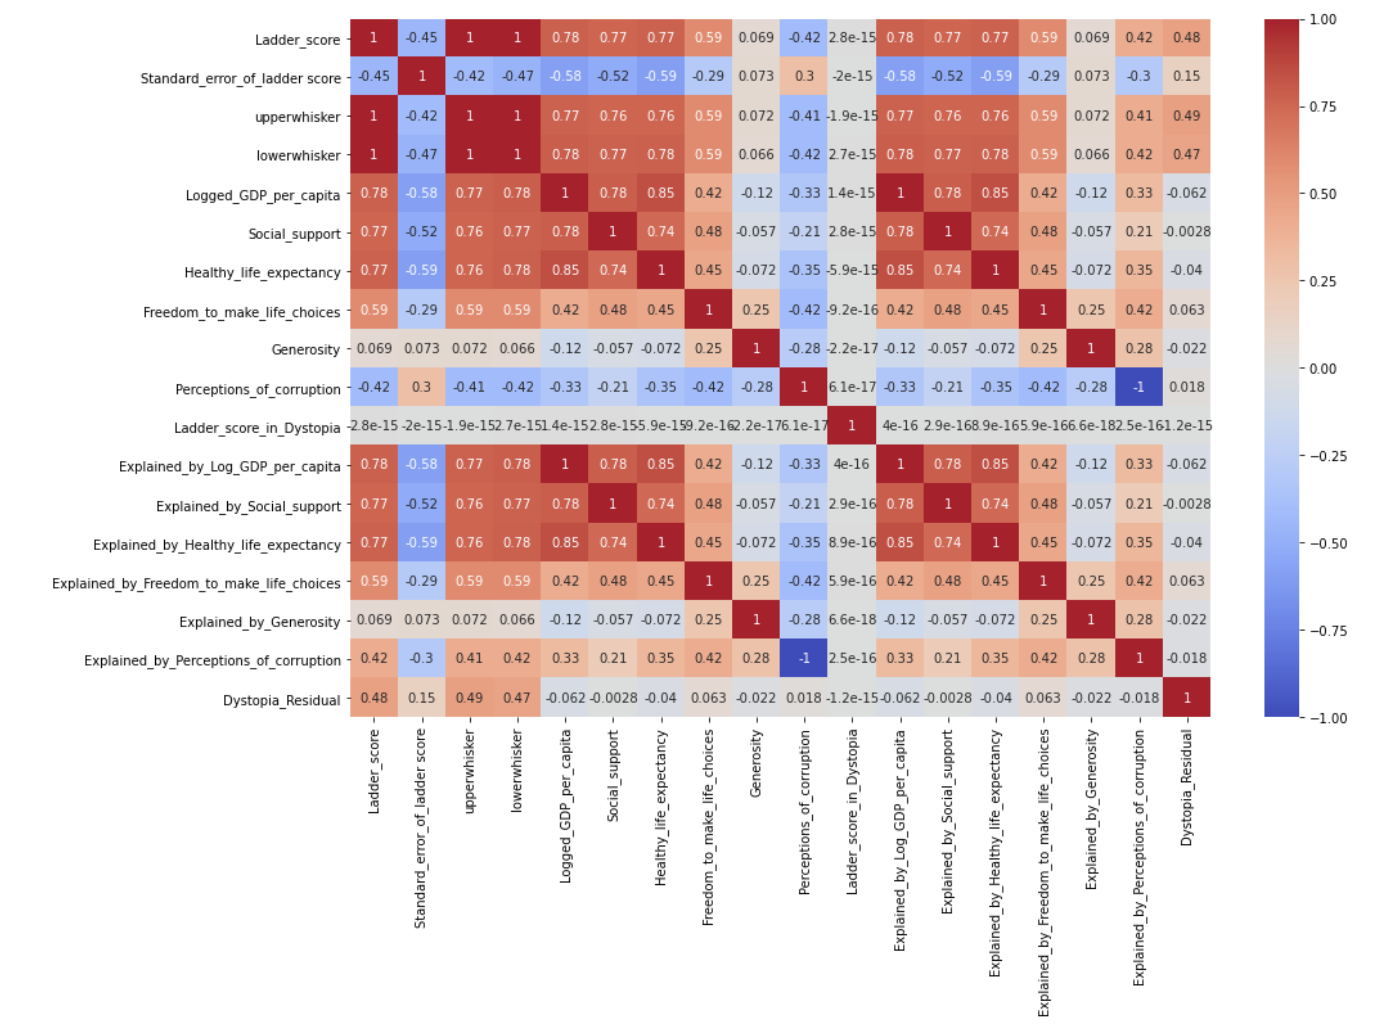 Ladder_score 1 -0.45 1 1 0.78 0.77 0.77 0.59 0.069 -0.42 2.8e-15 0.78 0.77 0.77 0.59 0.069 0.42 0.48
Standard_error_of_ladder score -0.45 1 -0.42 -0.47 -0.58 -0.52 -0.59 -0.29 0.073 0.3 -2e-15 -0.58 -0.52 -0.59 -0.29 0.073 -0.3 0.15
upperwhisker 1 -0.42 1 1 0.77 0.76 0.76 0.59 0.072 -0.41 -1.9e-15 0.77 0.76 0.76 0.59 0.072 0.41 0.49
lowerwhisker 1 -0.47 1 1 0.78 0.77 0.78 0.59 0.066 -0.42 2.7e-15 0.78 0.77 0.78 0.59 0.066 0.42 0.47
Logged_GDP_per_capita 0.78 -0.58 0.77 0.78 1 0.78 0.85 0.42 -0.12 -0.33 1.4e-15 1 0.78 0.85 0.42 -0.12 0.33 -0.062
Social_support 0.77 -0.52 0.76 0.77 0.78 1 0.74 0.48 -0.057 -0.21 2.8e-15 0.78 1 0.74 0.48 -0.057 0.21 -0.0028
Healthy_life_expectancy 0.77 -0.59 0.76 0.78 0.85 0.74 1 0.45 -0.072 -0.35 -5.9e-15 0.85 0.74 1 0.45 -0.072 0.35 -0.04
Freedom_to_make_life_choices 0.59 -0.29 0.59 0.59 0.42 0.48 0.45 1 0.25 -0.42 -9.2e-16 0.42 0.48 0.45 1 0.25 0.42 0.063
Generosity 0.069 0.073 0.072 0.066 -0.12 -0.057 -0.072 0.25 1 -0.28 -2.2e-17 -0.12 -0.057 -0.072 0.25 1 0.28 -0.022
Perceptions_of_corruption -0.42 0.3 -0.41 -0.42 -0.33 -0.21 -0.35 -0.42 -0.28 1 6.1e-17 -0.33 -0.21 -0.35 -0.42 -0.28 -1 0.018
Ladder_score_in_Dystopia 1 4e-16
Explained_by_Log_GDP_per_capita 0.78 -0.58 0.77 0.78 1 0.78 0.85 0.42 -0.12 -0.33 4e-16 1 0.78 0.85 0.42 -0.12 0.33 -0.062
Explained_by_Social_support 0.77 -0.52 0.76 0.77 0.78 1 0.74 0.48 -0.057 -0.21 2.9e-16 0.78 1 0.74 0.48 -0.057 0.21 -0.0028
Explained_by_Healthy_life_expectancy 0.77 -0.59 0.76 0.78 0.85 0.74 1 0.45 -0.072 -0.35 8.9e-16 0.85 0.74 1 0.45 -0.072 0.35 -0.04
Explained_by_Freedom_to_make_life_choices 0.59 -0.29 0.59 0.59 0.42 0.48 0.45 1 0.25 -0.42 5.9e-16 0.42 0.48 0.45 1 0.25 0.42 0.063
Explained_by_Generosity 0.069 0.073 0.072 0.066 -0.12 -0.057 -0.072 0.25 1 -0.28 6.6e-18 -0.12 -0.057 -0.072 0.25 1 0.28 -0.022
Explained_by_Perceptions_of_corruption 0.42 -0.3 0.41 0.42 0.33 0.21 0.35 0.42 0.28 -1 2.5e-16 0.33 0.21 0.35 0.42 0.28 1 -0.018
Dystopia_Residual 0.48 0.15 0.49 0.47 -0.062 -0.0028 -0.04 0.063 -0.022 0.018 -1.2e-15 -0.062 -0.0028 -0.04 0.063 -0.022 -0.018 1
Ladder_score
Standard_error_of_ladder score
upperwhisker
lowerwhisker
Logged_GDP_per_capita
Social_support
Healthy_life_expectancy
Freedom_to_make_life_choices
Generosity
Perceptions_of_corruption
Ladder_score_in_Dystopia
Explained_by_Log_GDP_per_capita
Explained_by_Social_support
Explained_by_Healthy_life_expectancy
Explained_by_Freedom_to_make_life_choices
Explained_by_Generosity
Explained_by_Perceptions_of_corruption
Dystopia_Residual
1.00
0.75
0.50
0.25
0.00
−0.25
−0.50
−0.75
−1.00